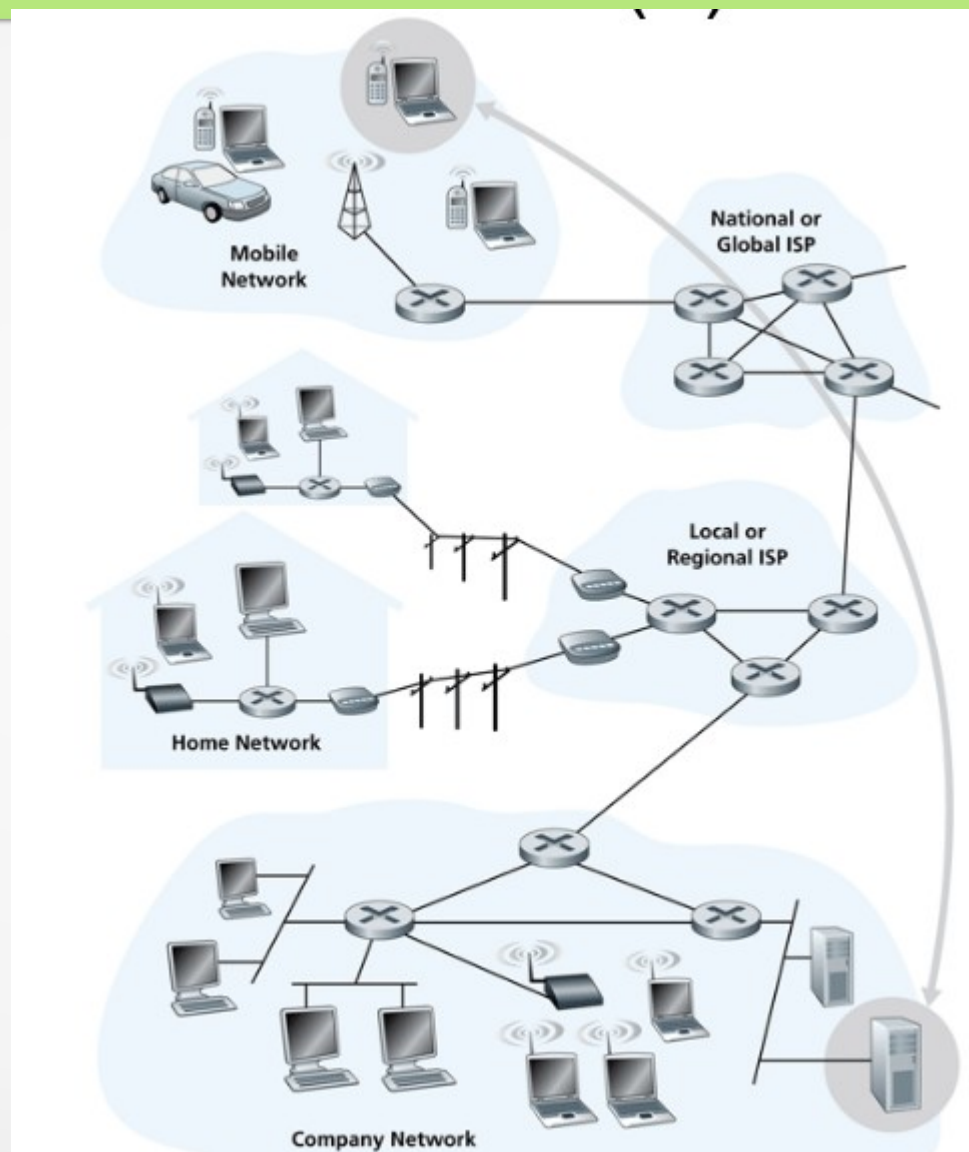 National or
Global ISP
Mobile
Network
Local or
Regional ISP
Home Network
Company Network